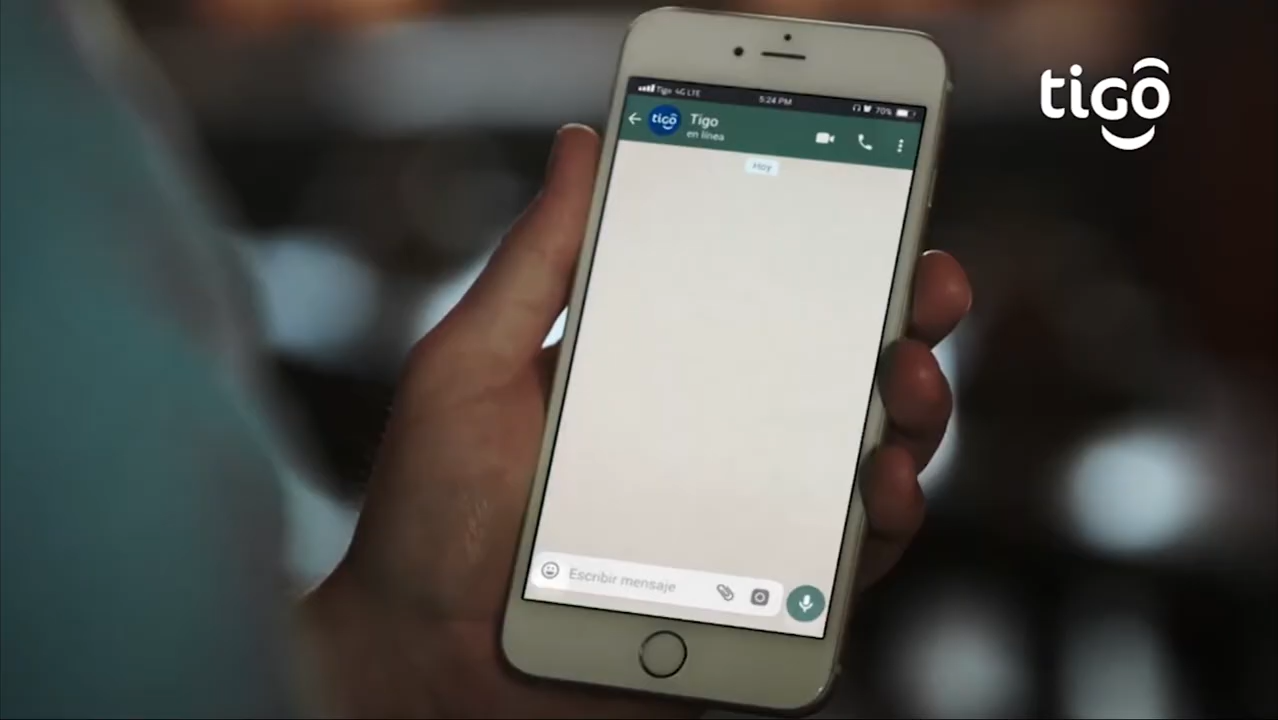 tigo
Tigo 4G LTE
5:24 PM
70%
tigo
Tigo
en línea
Hoy
Escribir mensaje